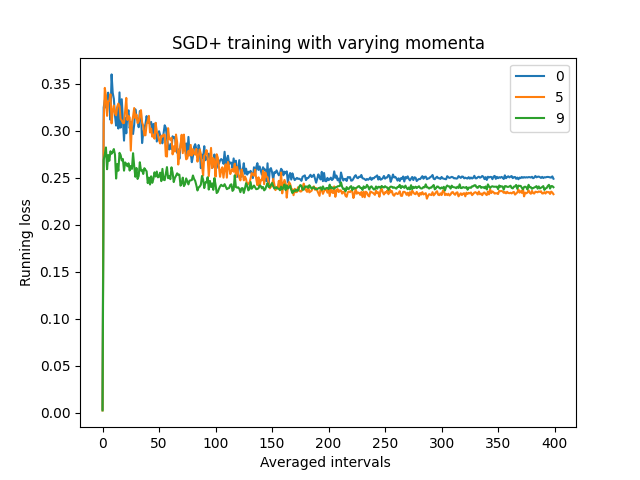 SGD+ training with varying momenta
0
5
9
0.35
0.30
0.25
0.20
0.15
0.10
0.05
0.00
Running loss
0 50 100 150 200 250 300 350 400
Averaged intervals